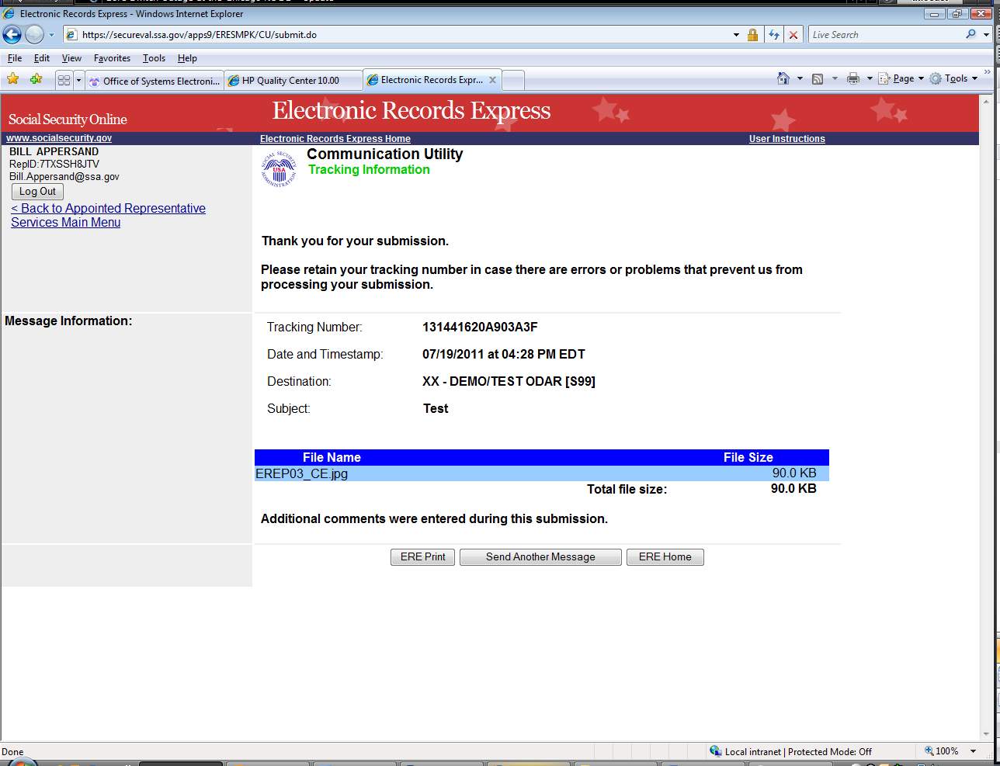 Electronic Records Express - Windows Internet Explorer
https://secureval.ssa.gov/apps9/ERESMPK/CU/submit.do
Live Search
File Edit View Favorites Tools Help
Office of Systems Electroni... HP Quality Center 10.00 Electronic Records Expr... Page Tools
Social Security Online
Electronic Records Express
www.socialsecurity.gov Electronic Records Express Home User Instructions
BILL APPERSAND
RepID:7TXSSH8JTV
Bill.Appersand@ssa.gov
Log Out
< Back to Appointed Representative
Services Main Menu
SOCIAL SECURITY ADMINISTRATION
USA
Communication Utility
Tracking Information
Thank you for your submission.
Please retain your tracking number in case there are errors or problems that prevent us from
processing your submission.
Message Information:
Tracking Number: 131441620A903A3F
Date and Timestamp: 07/19/2011 at 04:28 PM EDT
Destination: XX - DEMO/TEST ODAR [S99]
Subject: Test
File Name File Size
EREP03_CE.jpg 90.0 KB
Total file size: 90.0 KB
Additional comments were entered during this submission.
ERE Print Send Another Message ERE Home
Done Local intranet | Protected Mode: Off 100%